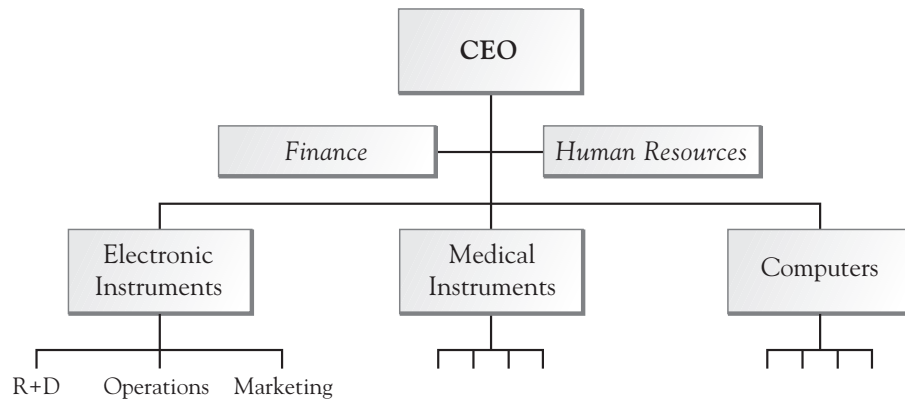 CEO
Finance
Human Resources
Electronic
Instruments
Medical
Instruments
Computers
R+D
Operations
Marketing